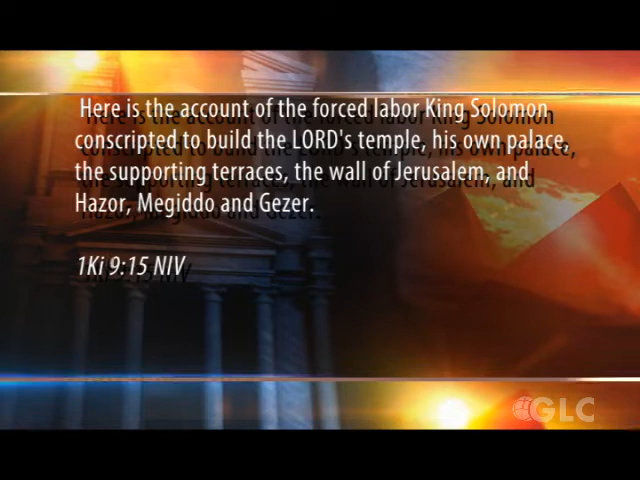 Here is the account of the forced labor King Solomon
conscripted to build the LORD's temple, his own palace,
the supporting terraces, the wall of Jerusalem, and
Hazor, Megiddo and Gezer.
1Ki 9:15 NIV
GLC